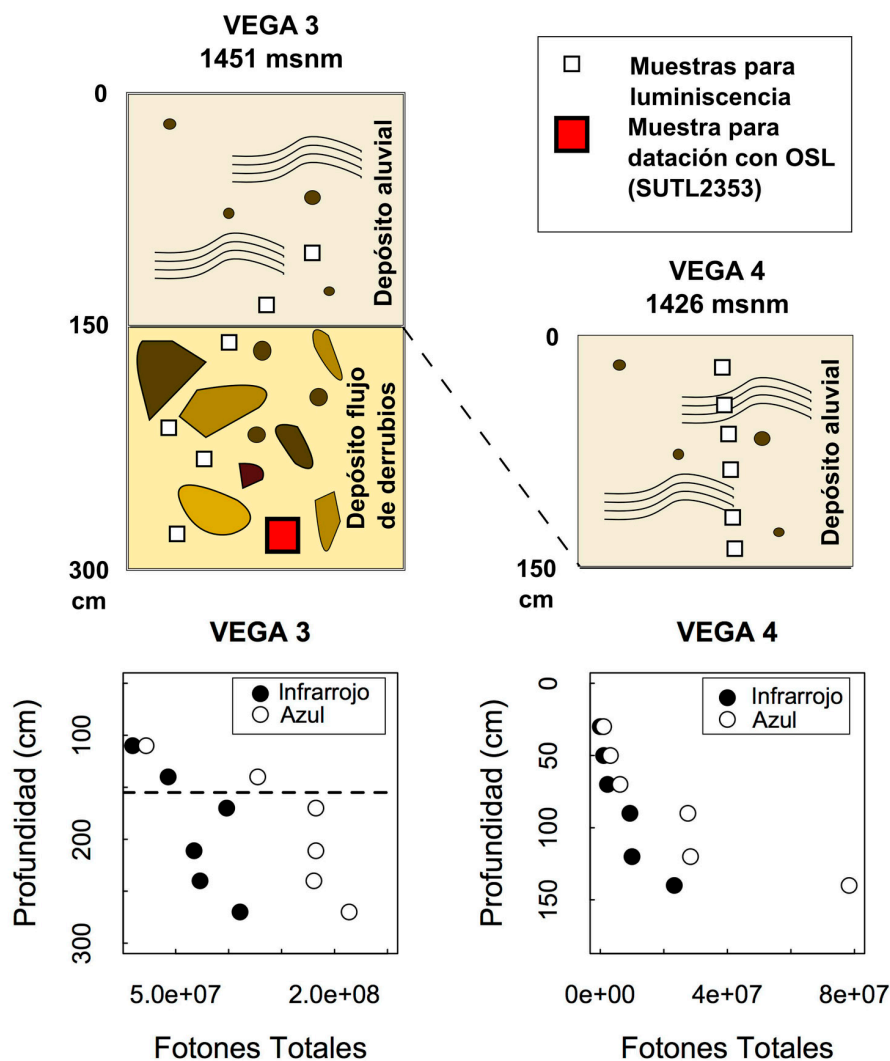 VEGA 3
1451 msnm
0
Depósito aluvial
150
Depósito flujo
de derrubios
300
cm
Muestras para
luminiscencia
Muestra para
datación con OSL
(SUTL2353)
VEGA 4
1426 msnm
0
Depósito aluvial
150
cm
VEGA 3
Infrarrojo
Azul
Profundidad (cm)
100
200
300
5.0e+07
2.0e+08
Fotones Totales
VEGA 4
Infrarrojo
Azul
Profundidad (cm)
0
50
100
150
0e+00
4e+07
8e+07
Fotones Totales